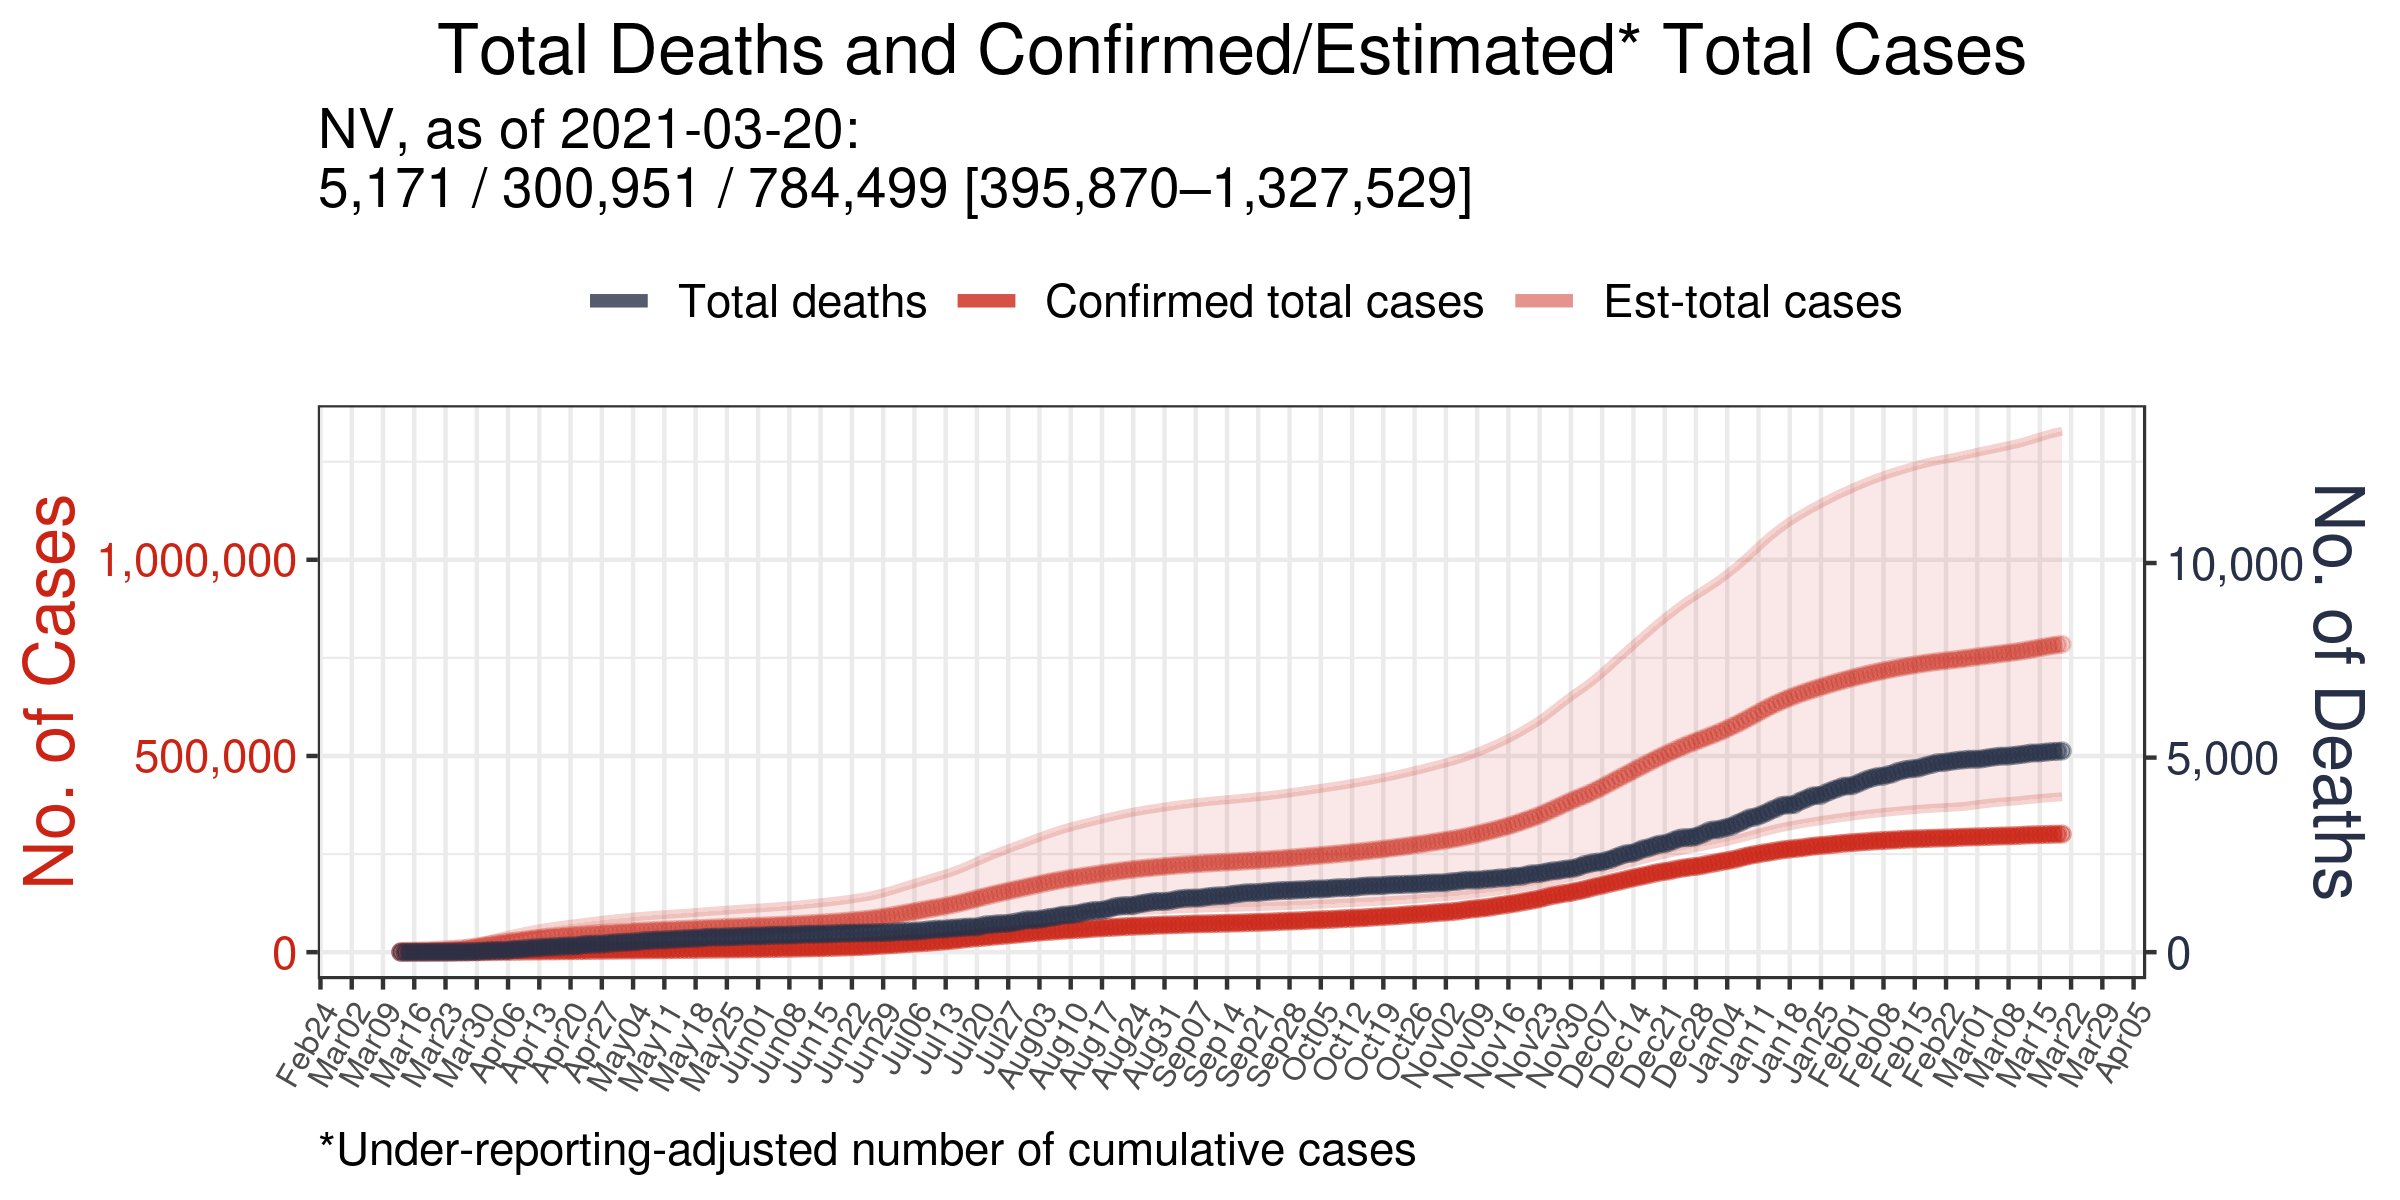 Total Deaths and Confirmed/Estimated* Total Cases
NV, as of 2021-03-20:
5,171 / 300,951 / 784,499 [395,870–1,327,529]
Total deaths
Confirmed total cases
Est-total cases
No. of Cases
1,000,000
500,000
0
10,000
5,000
0
No. of Deaths
Feb24
Mar02
Mar09
Mar16
Mar23
Mar30
Apr06
Apr13
Apr20
Apr27
May04
May11
May18
May25
Jun01
Jun08
Jun15
Jun22
Jun29
Jul06
Jul13
Jul20
Jul27
Aug03
Aug10
Aug17
Aug24
Aug31
Sep07
Sep14
Sep21
Sep28
Oct05
Oct12
Oct19
Oct26
Nov02
Nov09
Nov16
Nov23
Nov30
Dec07
Dec14
Dec21
Dec28
Jan04
Jan11
Jan18
Jan25
Feb01
Feb08
Feb15
Feb22
Mar01
Mar08
Mar15
Mar22
Mar29
Apr05
*Under-reporting-adjusted number of cumulative cases